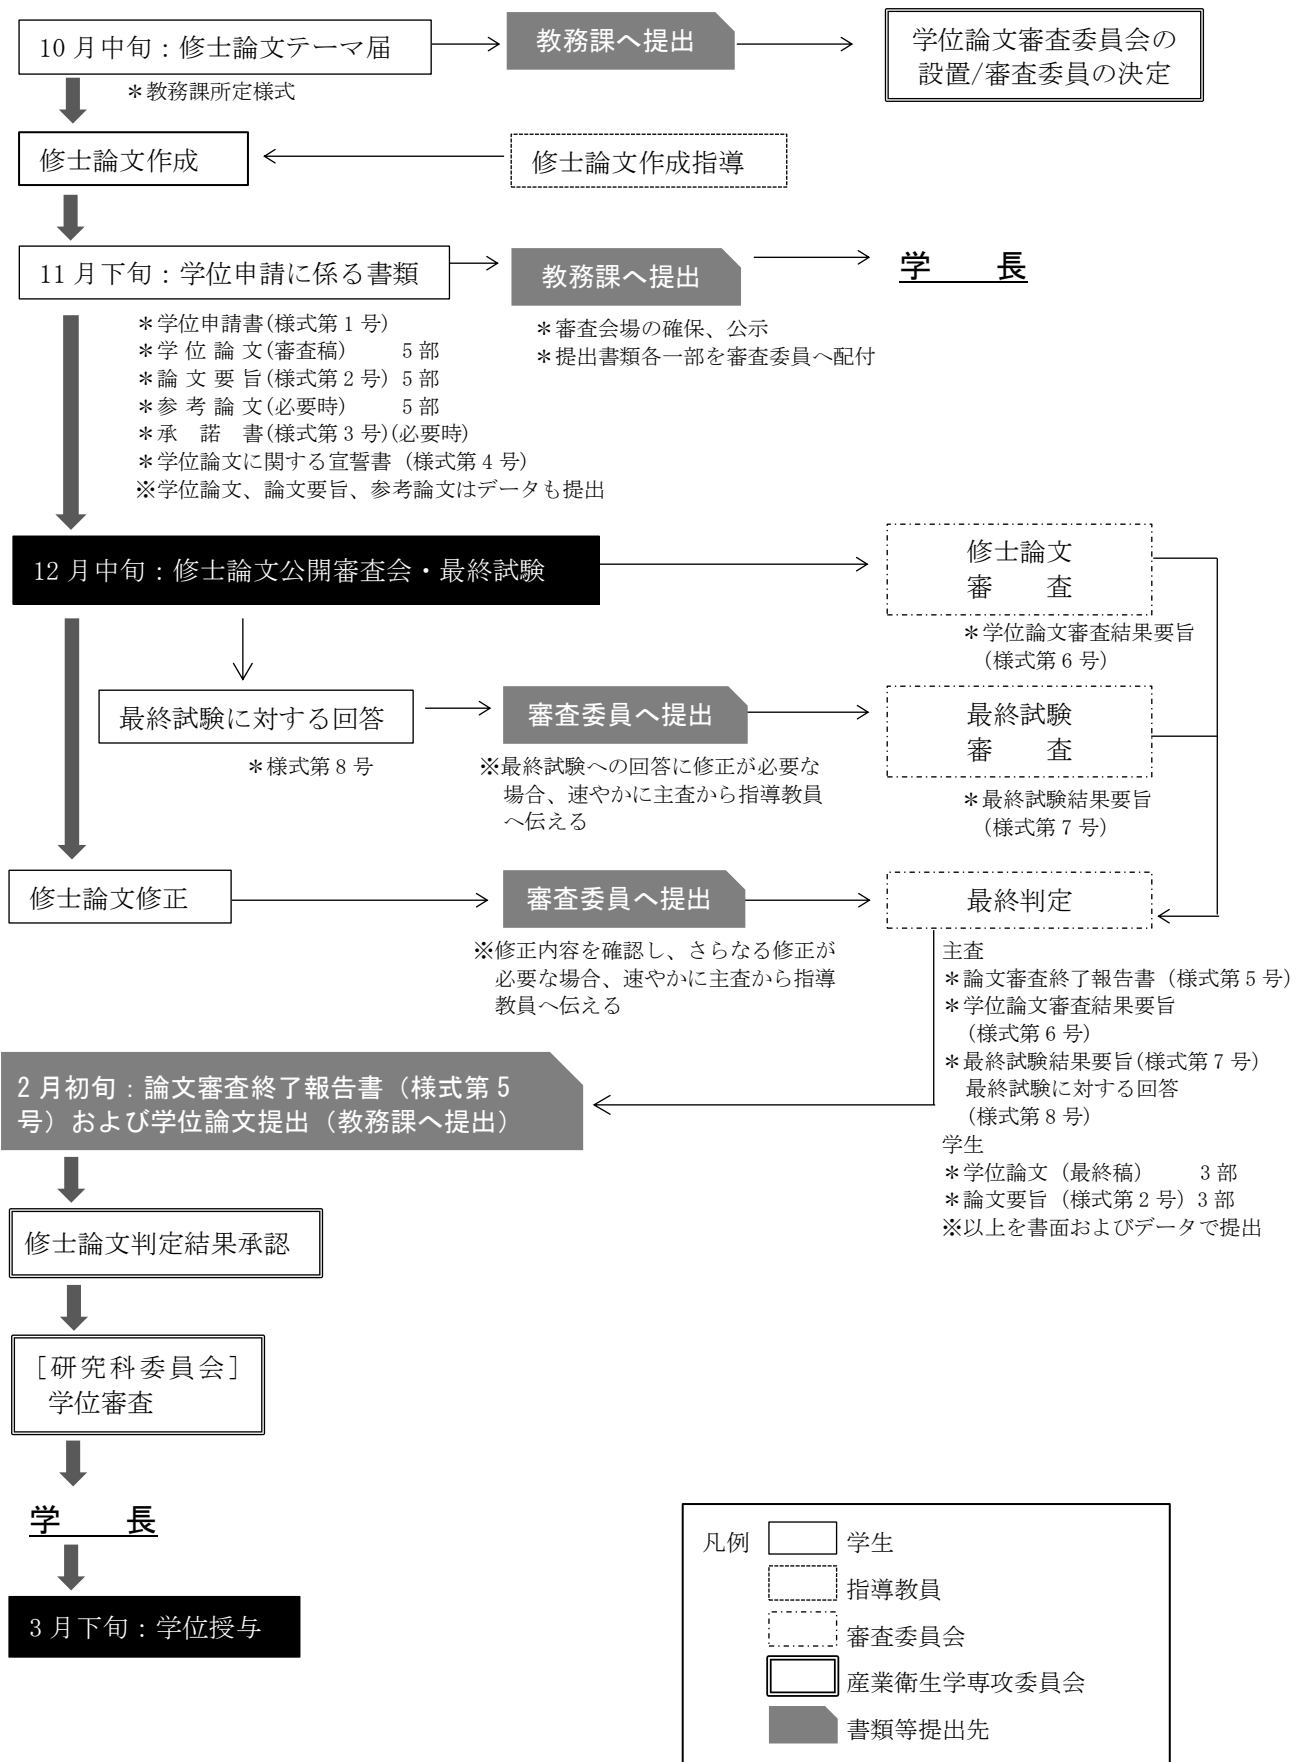 10月中旬：修士論文テーマ届
教務課へ提出
学位論文審査委員会の
設置/審査委員の決定
＊教務課所定様式
修士論文作成
修士論文作成指導
11月下旬：学位申請に係る書類
教務課へ提出
学　長
＊学位申請書(様式第1号)
＊学位論文(審査稿)　5部
＊論文要旨(様式第2号) 5部
＊参考論文(必要時)　5部
＊承　諾　書(様式第3号)(必要時)
＊学位論文に関する宣誓書（様式第4号）
※学位論文、論文要旨、参考論文はデータも提出
＊審査会場の確保、公示
＊提出書類各一部を審査委員へ配付
12月中旬：修士論文公開審査会・最終試験
修士論文
審　査
＊学位論文審査結果要旨
（様式第6号）
最終試験に対する回答
＊様式第8号
審査委員へ提出
※最終試験への回答に修正が必要な
場合、速やかに主査から指導教員
へ伝える
最終試験
審　査
＊最終試験結果要旨
（様式第7号）
修士論文修正
審査委員へ提出
※修正内容を確認し、さらなる修正が
必要な場合、速やかに主査から指導
教員へ伝える
最終判定
主査
＊論文審査終了報告書（様式第5号）
＊学位論文審査結果要旨
（様式第6号）
＊最終試験結果要旨(様式第7号)
最終試験に対する回答
（様式第8号）
学生
＊学位論文（最終稿）　3部
＊論文要旨（様式第2号）3部
※以上を書面およびデータで提出
2月初旬：論文審査終了報告書（様式第5
号）および学位論文提出（教務課へ提出）
修士論文判定結果承認
［研究科委員会］
学位審査
学　長
3月下旬：学位授与
凡例
学生
指導教員
審査委員会
産業衛生学専攻委員会
書類等提出先